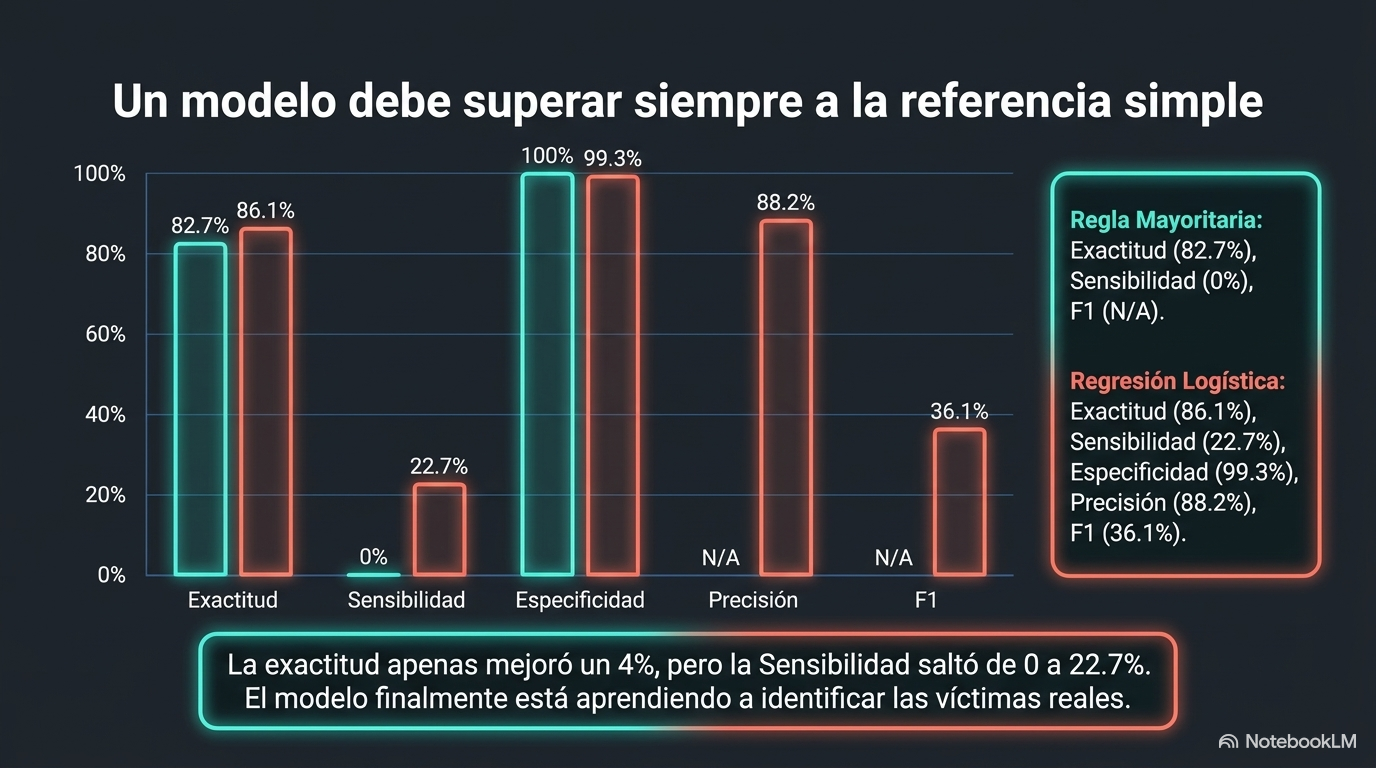 Un modelo debe superar siempre a la referencia simple
100%
80%
60%
40%
20%
0%
82.7%
86.1%
0%
22.7%
100%
99.3%
N/A
88.2%
N/A
36.1%
Exactitud
Sensibilidad
Especificidad
Precisión
F1
Regla Mayoritaria:
Exactitud (82.7%),
Sensibilidad (0%),
F1 (N/A).
Regresión Logística:
Exactitud (86.1%),
Sensibilidad (22.7%),
Especificidad (99.3%),
Precisión (88.2%),
F1 (36.1%).
La exactitud apenas mejoró un 4%, pero la Sensibilidad saltó de 0 a 22.7%.
El modelo finalmente está aprendiendo a identificar las víctimas reales.
NotebookLM